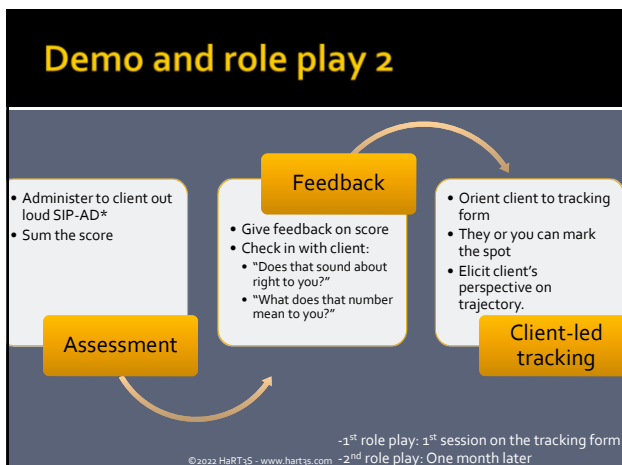 Demo and role play 2
• Administer to client out
loud SIP-AD*
• Sum the score
Assessment
Feedback
• Give feedback on score
• Check in with client:
• "Does that sound about
right to you?"
• "What does that number
mean to you?"
• Orient client to tracking
form
• They or you can mark
the spot
• Elicit client's
perspective on
trajectory.
Client-led
tracking
-1st role play: 1st session on the tracking form
©2022 HaRT3S - www.hart3s.com -2nd role play: One month later